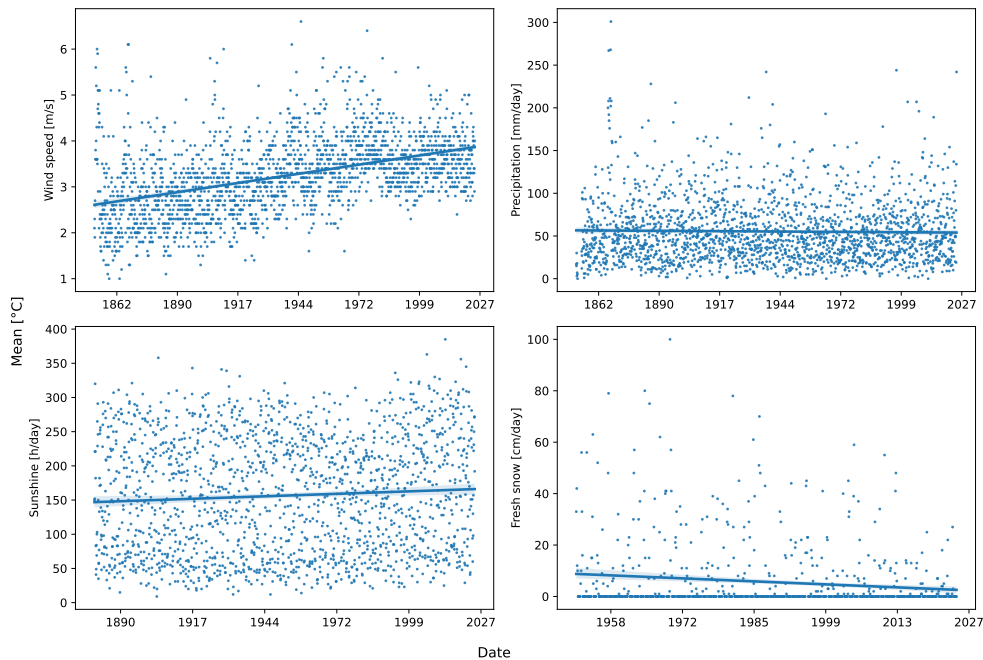 6
5
4
3
2
1
Wind speed [m/s]
1862 1890 1917 1944 1972 1999 2027
300
250
200
150
100
50
0
Precipitation [mm/day]
1862 1890 1917 1944 1972 1999 2027
Mean [°C]
400
350
300
250
200
150
100
50
0
Sunshine [h/day]
1890 1917 1944 1972 1999 2027
100
80
60
40
20
0
Fresh snow [cm/day]
1958 1972 1985 1999 2013 2027
Date